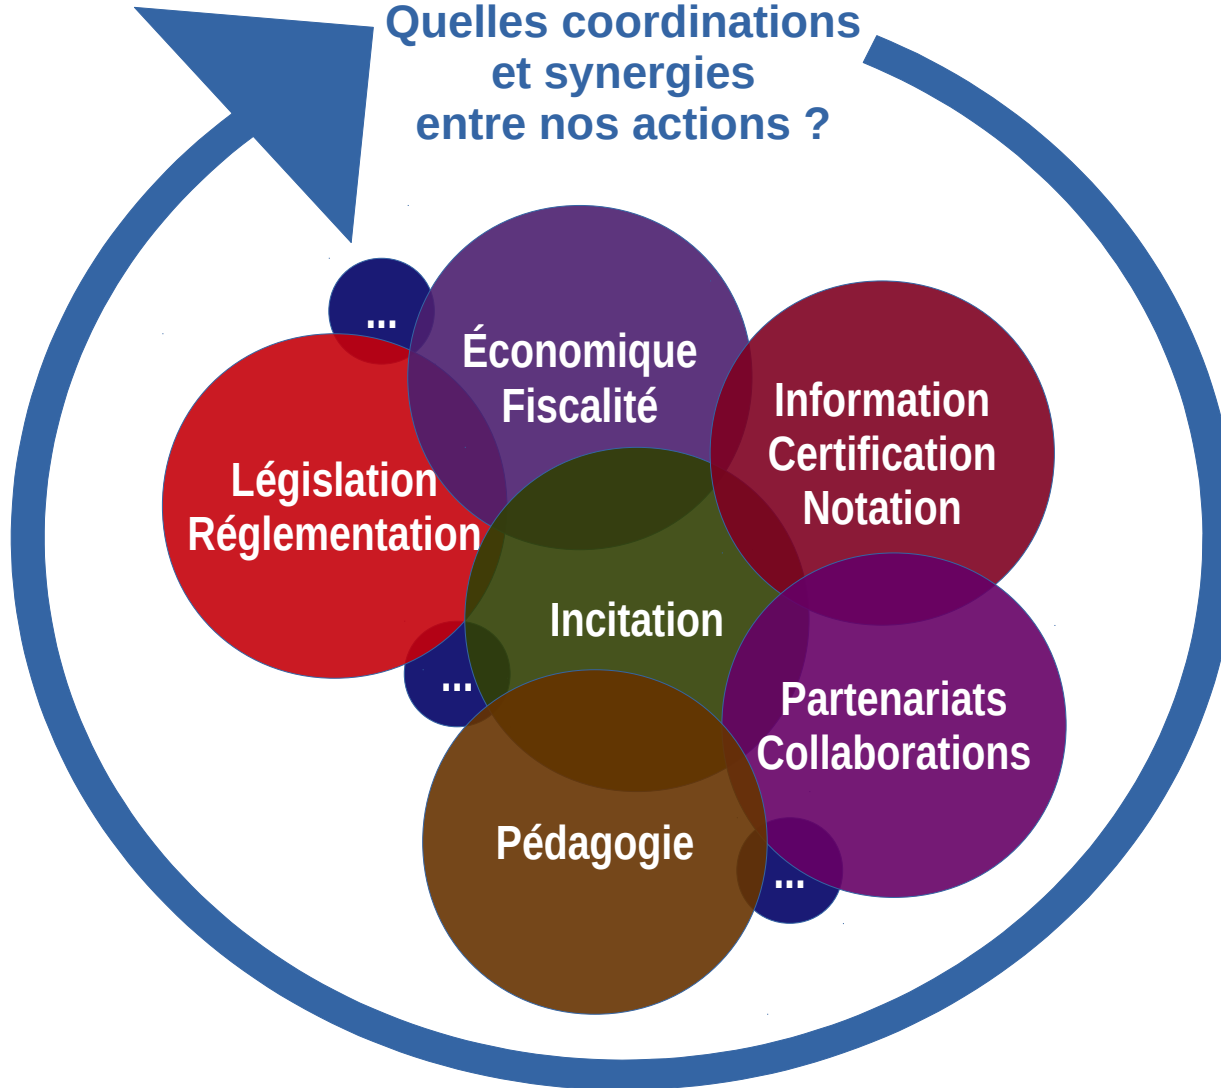 Quelles coordinations
et synergies
entre nos actions ?
...
Économique
Fiscalité
Information
Certification
Notation
Législation
Réglementation
Incitation
...
Partenariats
Collaborations
Pédagogie
...